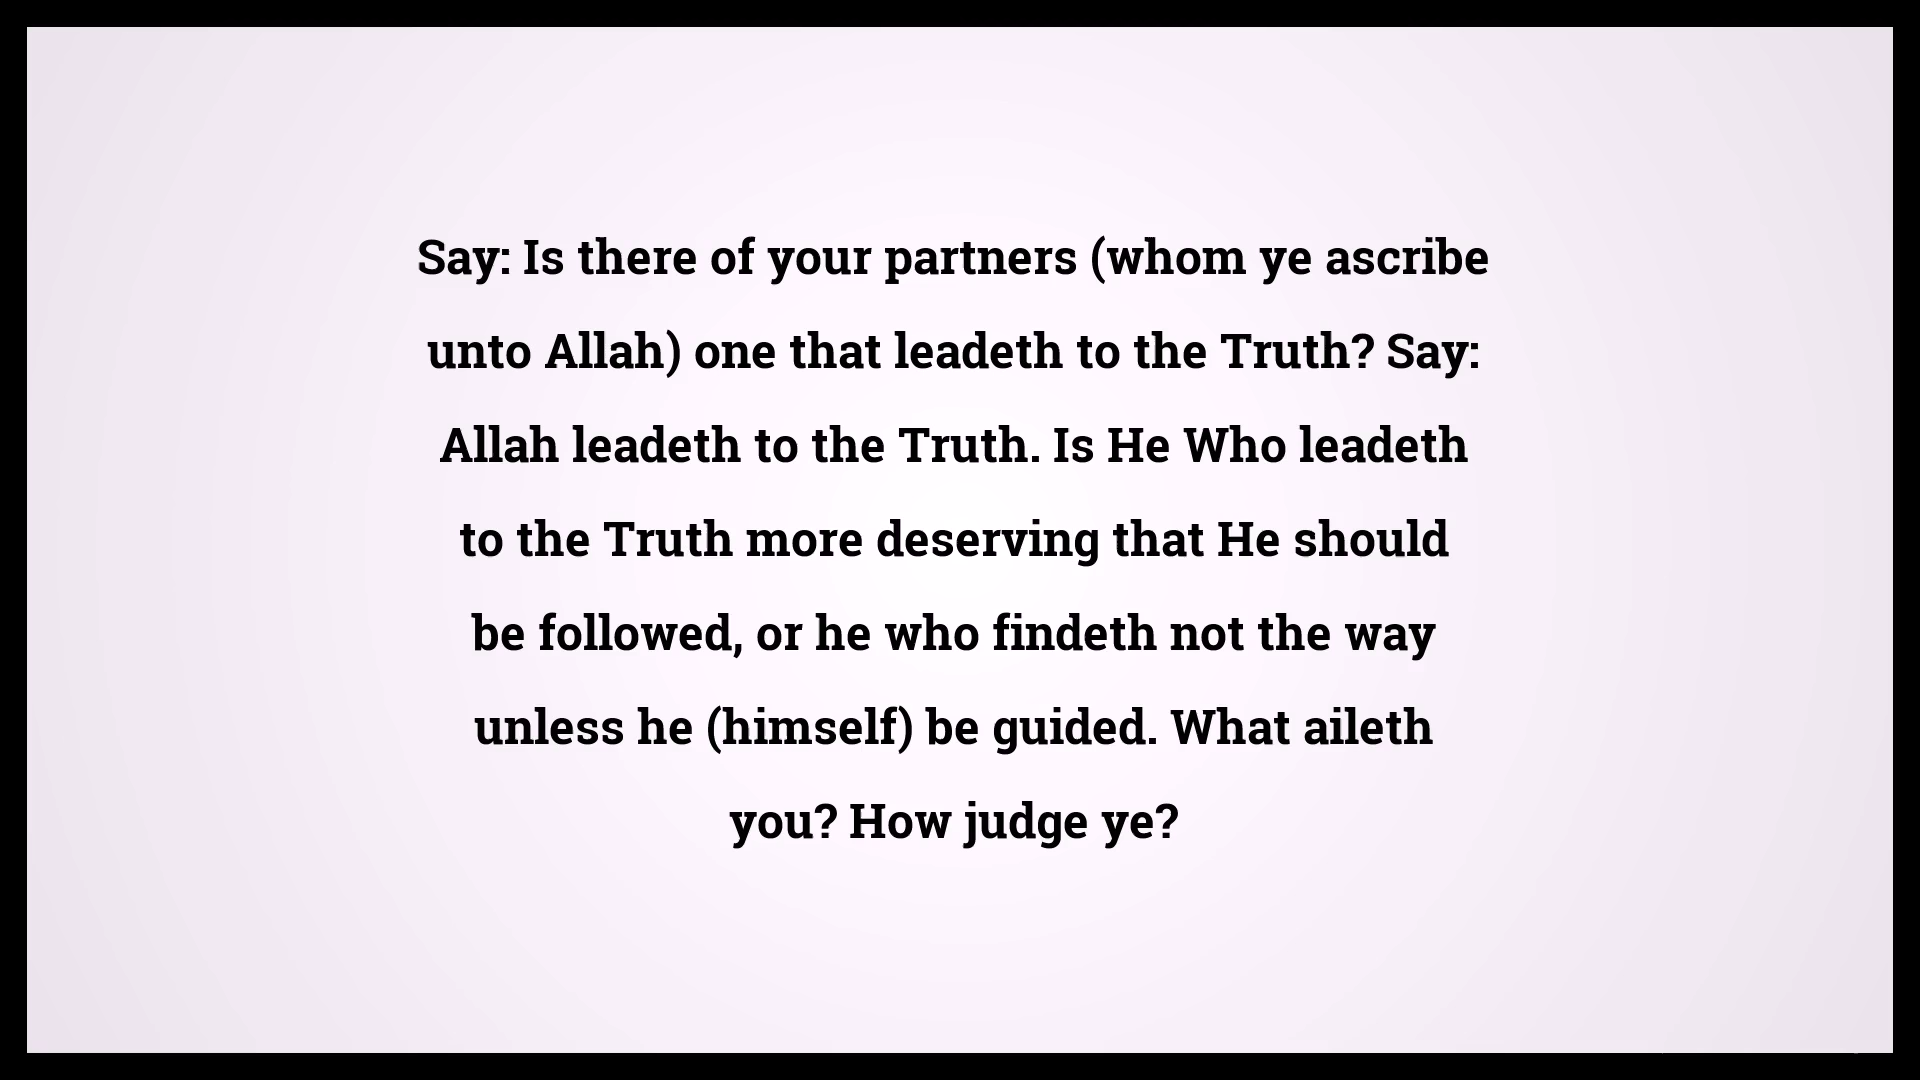 Say: Is there of your partners (whom ye ascribe
unto Allah) one that leadeth to the Truth? Say:
Allah leadeth to the Truth. Is He Who leadeth
to the Truth more deserving that He should
be followed, or he who findeth not the way
unless he (himself) be guided. What aileth
you? How judge ye?